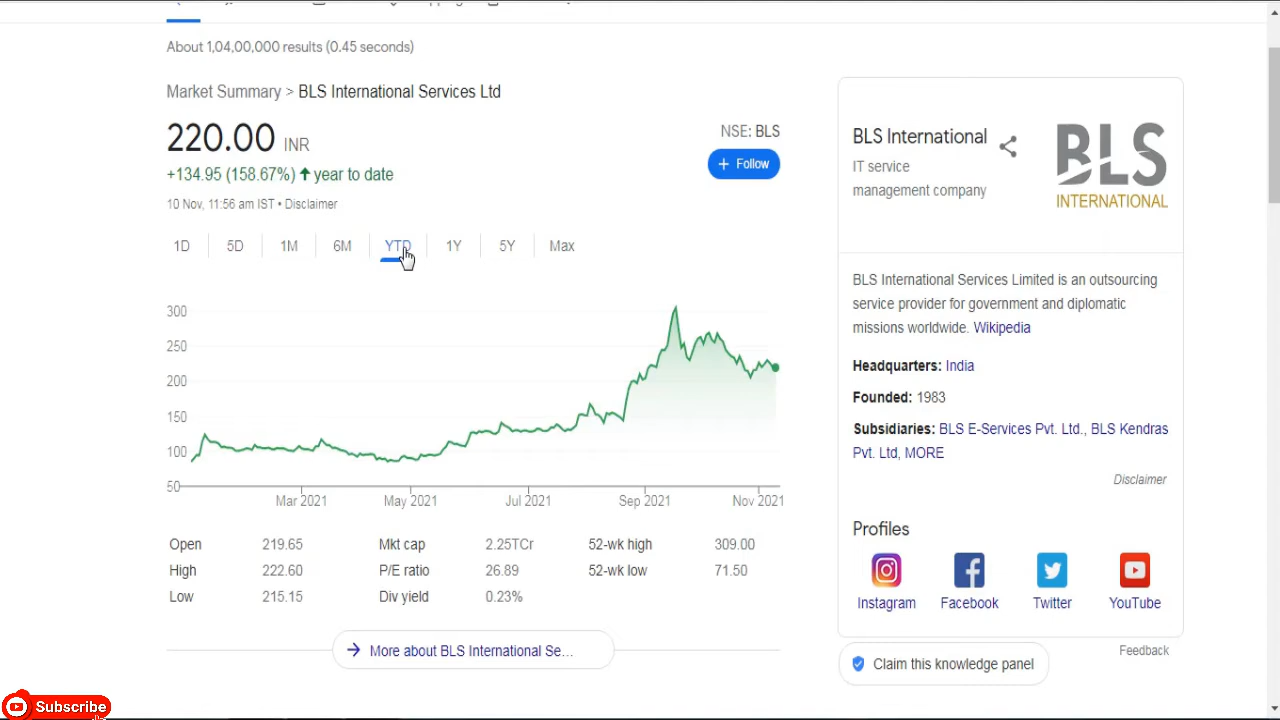 About 1,04,00,000 results (0.45 seconds)
Market Summary > BLS International Services Ltd
220.00 INR
NSE: BLS
+ Follow
+134.95 (158.67%) ↑ year to date
10 Nov, 11:56 am IST • Disclaimer
1D 5D 1M 6M YTD 1Y 5Y Max
300
250
200
150
100
50
Mar 2021 May 2021 Jul 2021 Sep 2021 Nov 2021
Open 219.65 Mkt cap 2.25TCr 52-wk high 309.00
High 222.60 P/E ratio 26.89 52-wk low 71.50
Low 215.15 Div yield 0.23%
More about BLS International Se...
BLS International
IT service
management company
BLS
INTERNATIONAL
BLS International Services Limited is an outsourcing
service provider for government and diplomatic
missions worldwide. Wikipedia
Headquarters: India
Founded: 1983
Subsidiaries: BLS E-Services Pvt. Ltd., BLS Kendras
Pvt. Ltd, MORE
Disclaimer
Profiles
Instagram Facebook Twitter YouTube
Feedback
Claim this knowledge panel
Subscribe